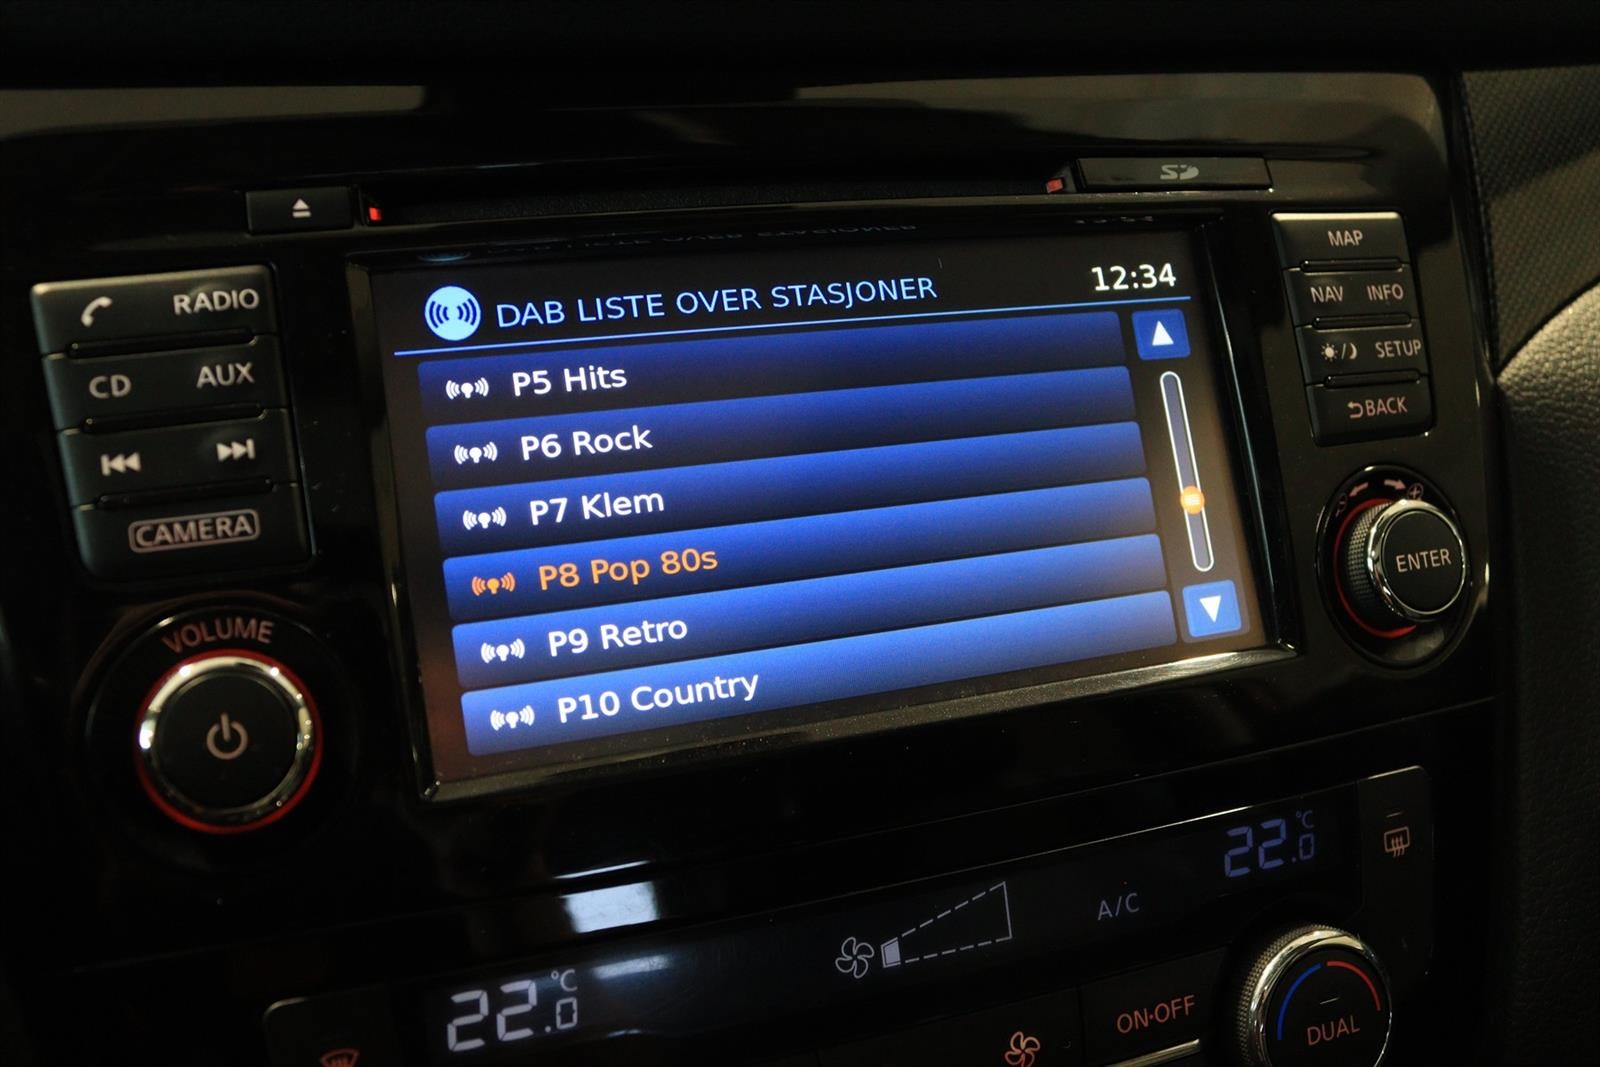 SD
MAP
NAV INFO
SETUP
BACK
ENTER
RADIO
CD AUX
CAMERA
VOLUME
DAB LISTE OVER STASJONER 12:34
P5 Hits
P6 Rock
P7 Klem
P8 Pop 80s
P9 Retro
P10 Country
22.0 °C
A/C
22.0 °C
ON·OFF
DUAL